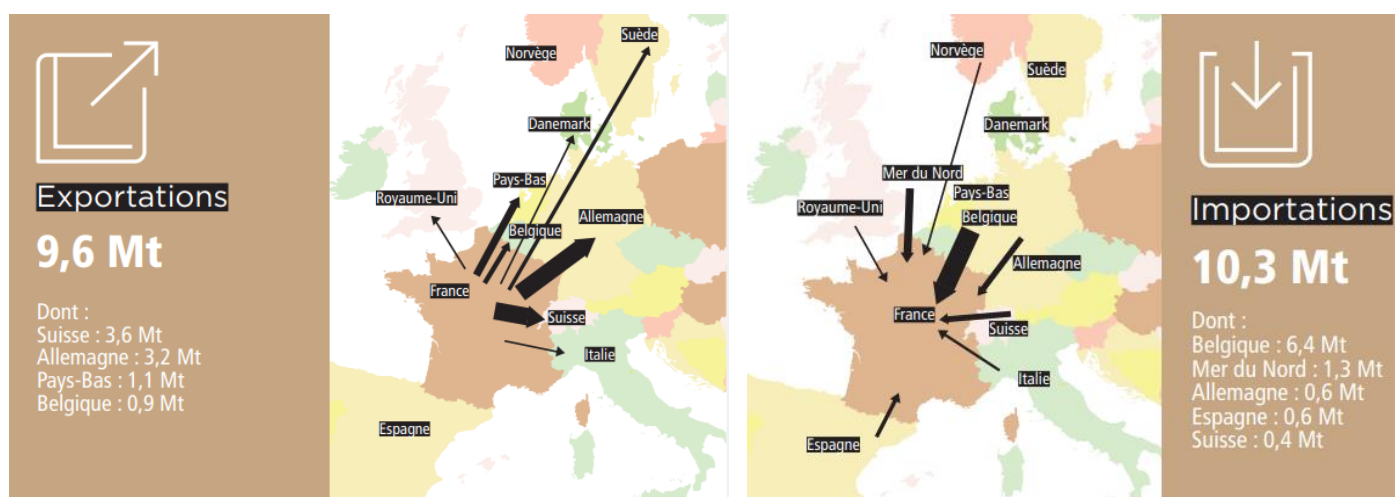 Exportations
9,6 Mt
Dont :
Suisse : 3,6 Mt
Allemagne : 3,2 Mt
Pays-Bas : 1,1 Mt
Belgique : 0,9 Mt
Suède
Norvège
Danemark
Pays-Bas
Royaume-Uni
Allemagne
Belgique
France
Suisse
Italie
Espagne
Norvège
Suède
Danemark
Mer du Nord
Pays-Bas
Royaume-Uni
Belgique
Allemagne
France
Suisse
Italie
Espagne
Importations
10,3 Mt
Dont :
Belgique : 6,4 Mt
Mer du Nord : 1,3 Mt
Allemagne : 0,6 Mt
Espagne : 0,6 Mt
Suisse : 0,4 Mt